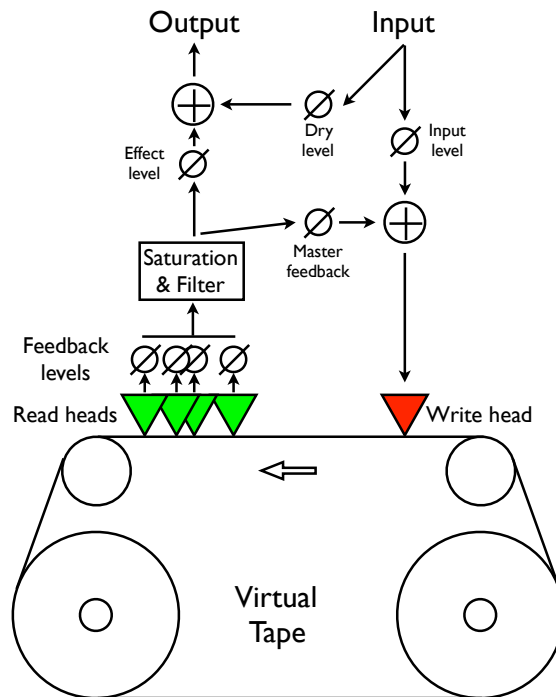 Output
Input
Dry
level
Input
level
Effect
level
Master
feedback
Saturation
& Filter
Feedback
levels
Read heads
Write head
Virtual
Tape